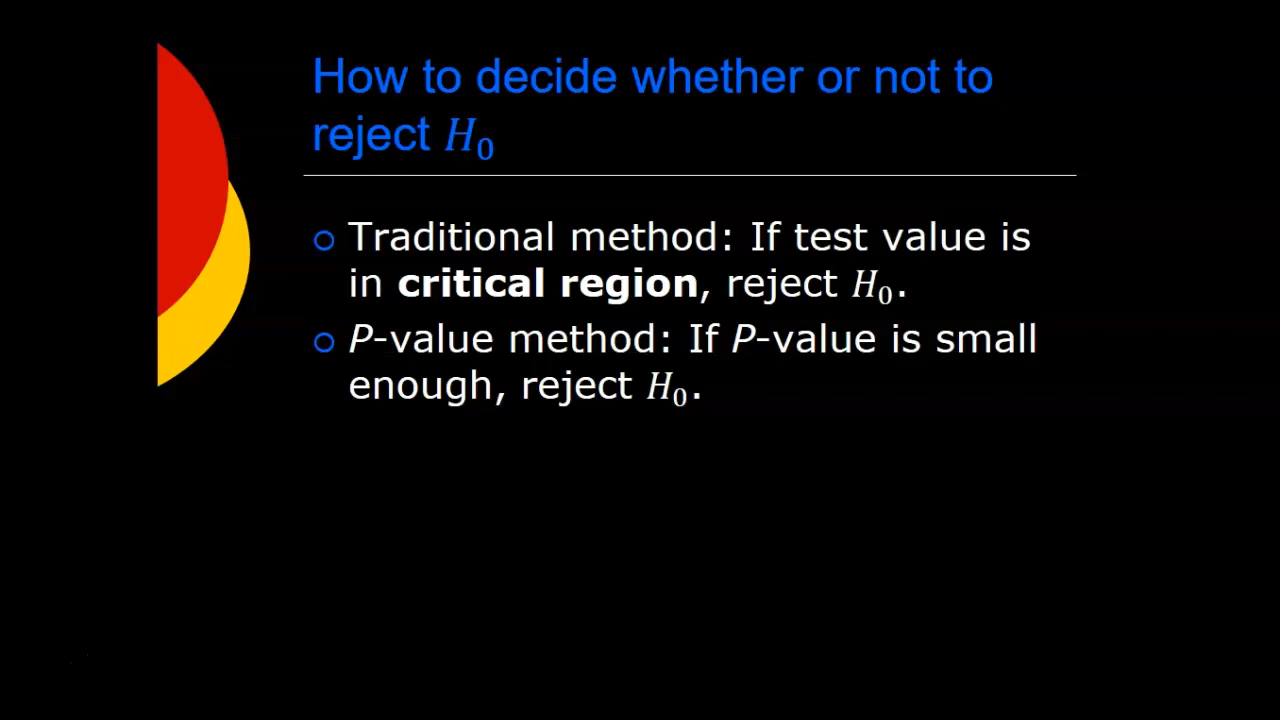 How to decide whether or not to
reject H₀
Traditional method: If test value is
in critical region, reject H₀.
P-value method: If P-value is small
enough, reject H₀.